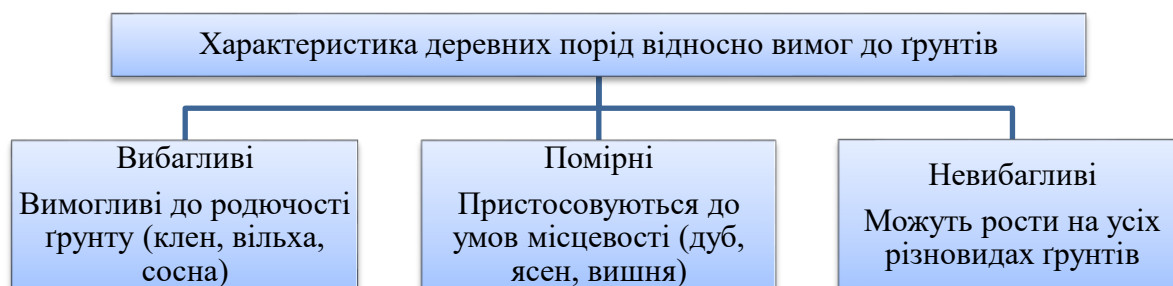 Характеристика деревних порід відносно вимог до ґрунтів
Вибагливі
Вимогливі до родючості
ґрунту (клен, вільха,
сосна)
Помірні
Пристосовуються до
умов місцевості (дуб,
ясен, вишня)
Невибагливі
Можуть рости на усіх
різновидах ґрунтів